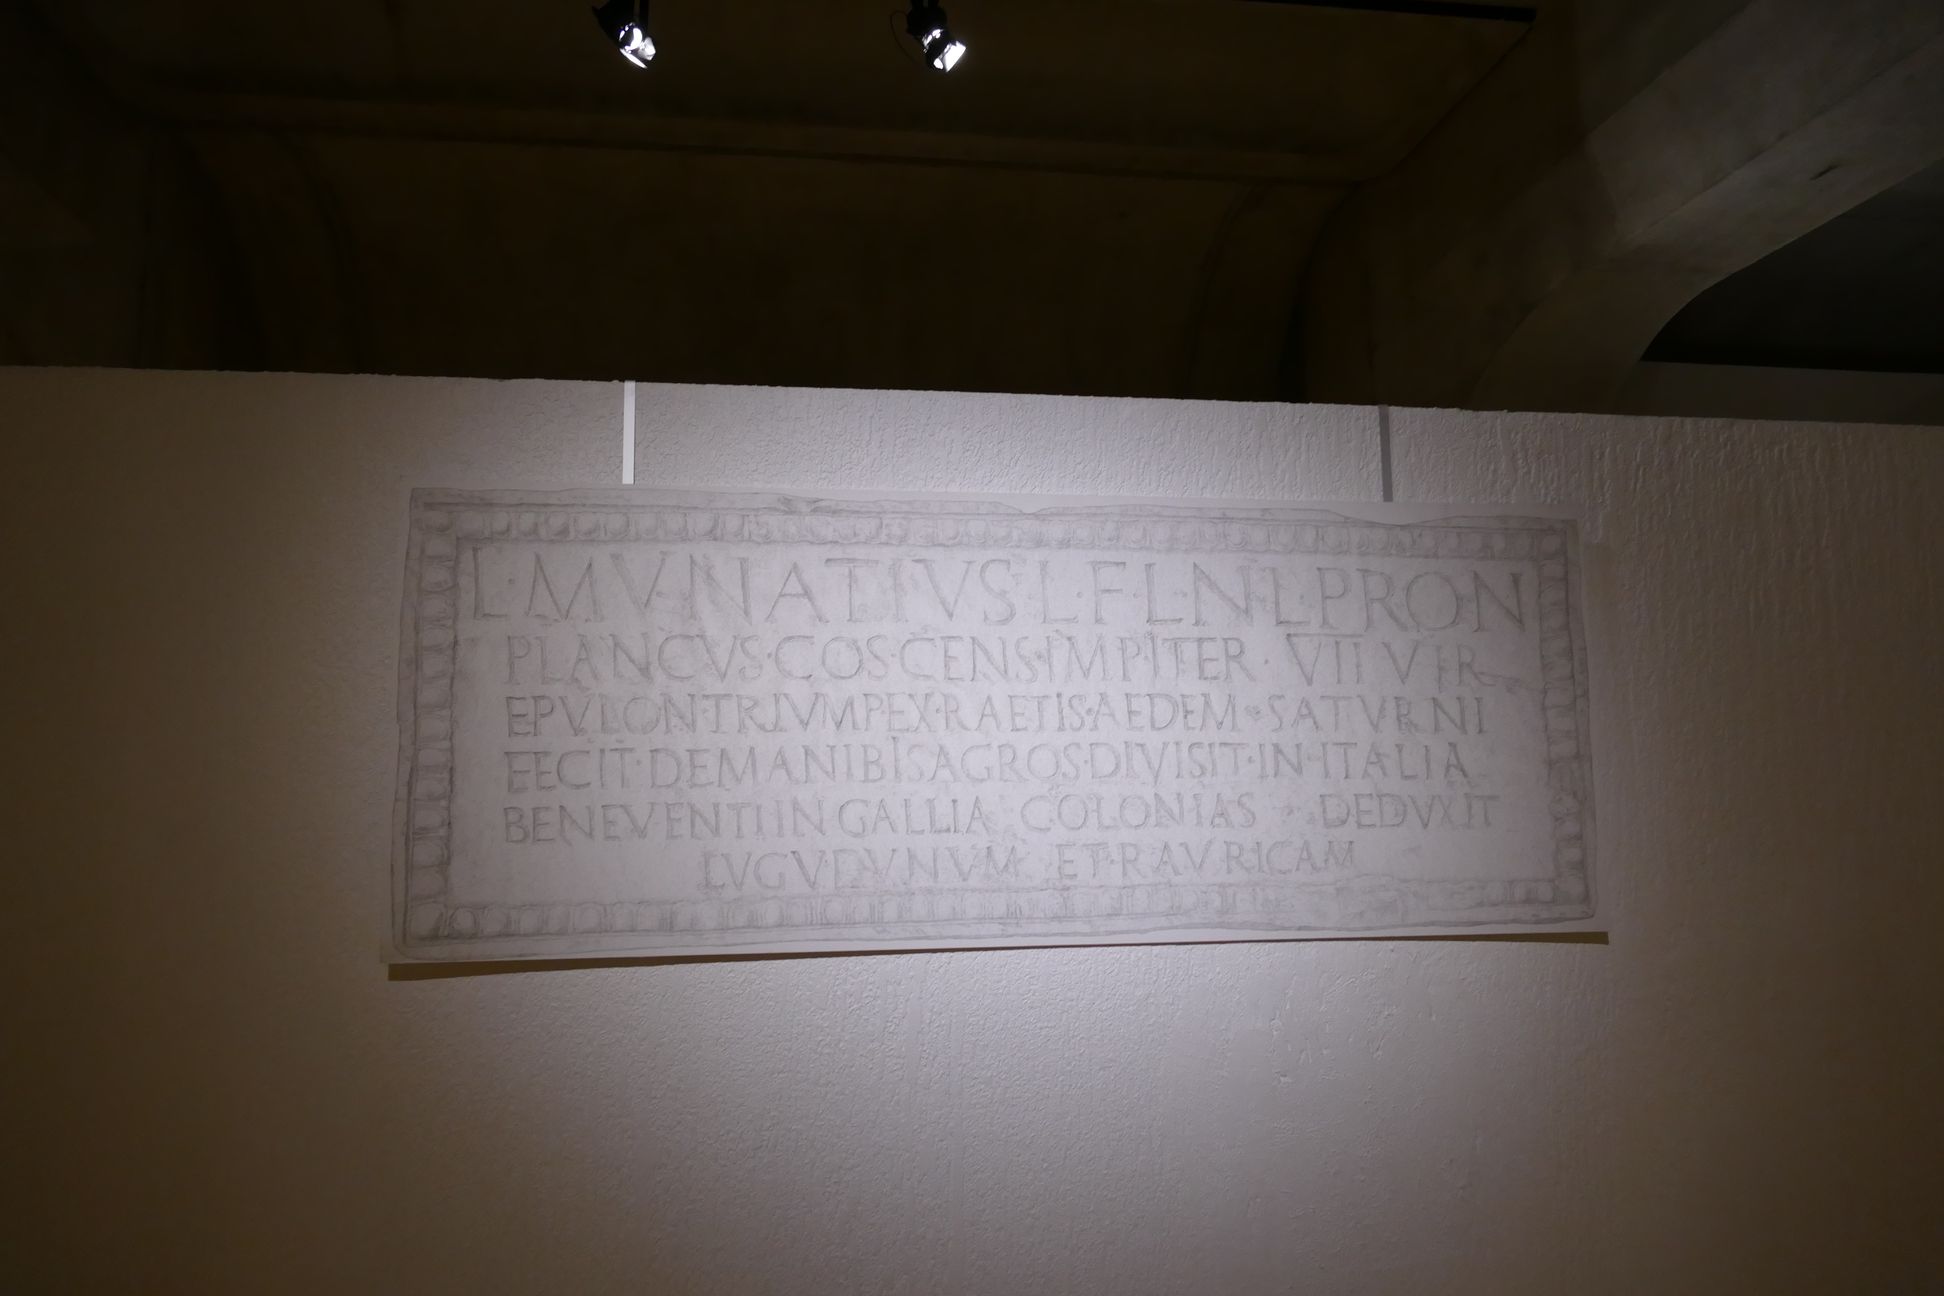 L·MVNATIVS·L·F·L·N·L·PRON
PLANCVS·COS·CENS·IMP·ITER·VII VIR
EPVLON·TRIVMP·EX·RAETIS·AEDEM·SATVRNI
FECIT·DE·MANIBIS·AGROS·DIVISIT·IN·ITALIA
BENEVENTI IN GALLIA COLONIAS DEDVXIT
LVGVDVNVM ET·RAVRICAM